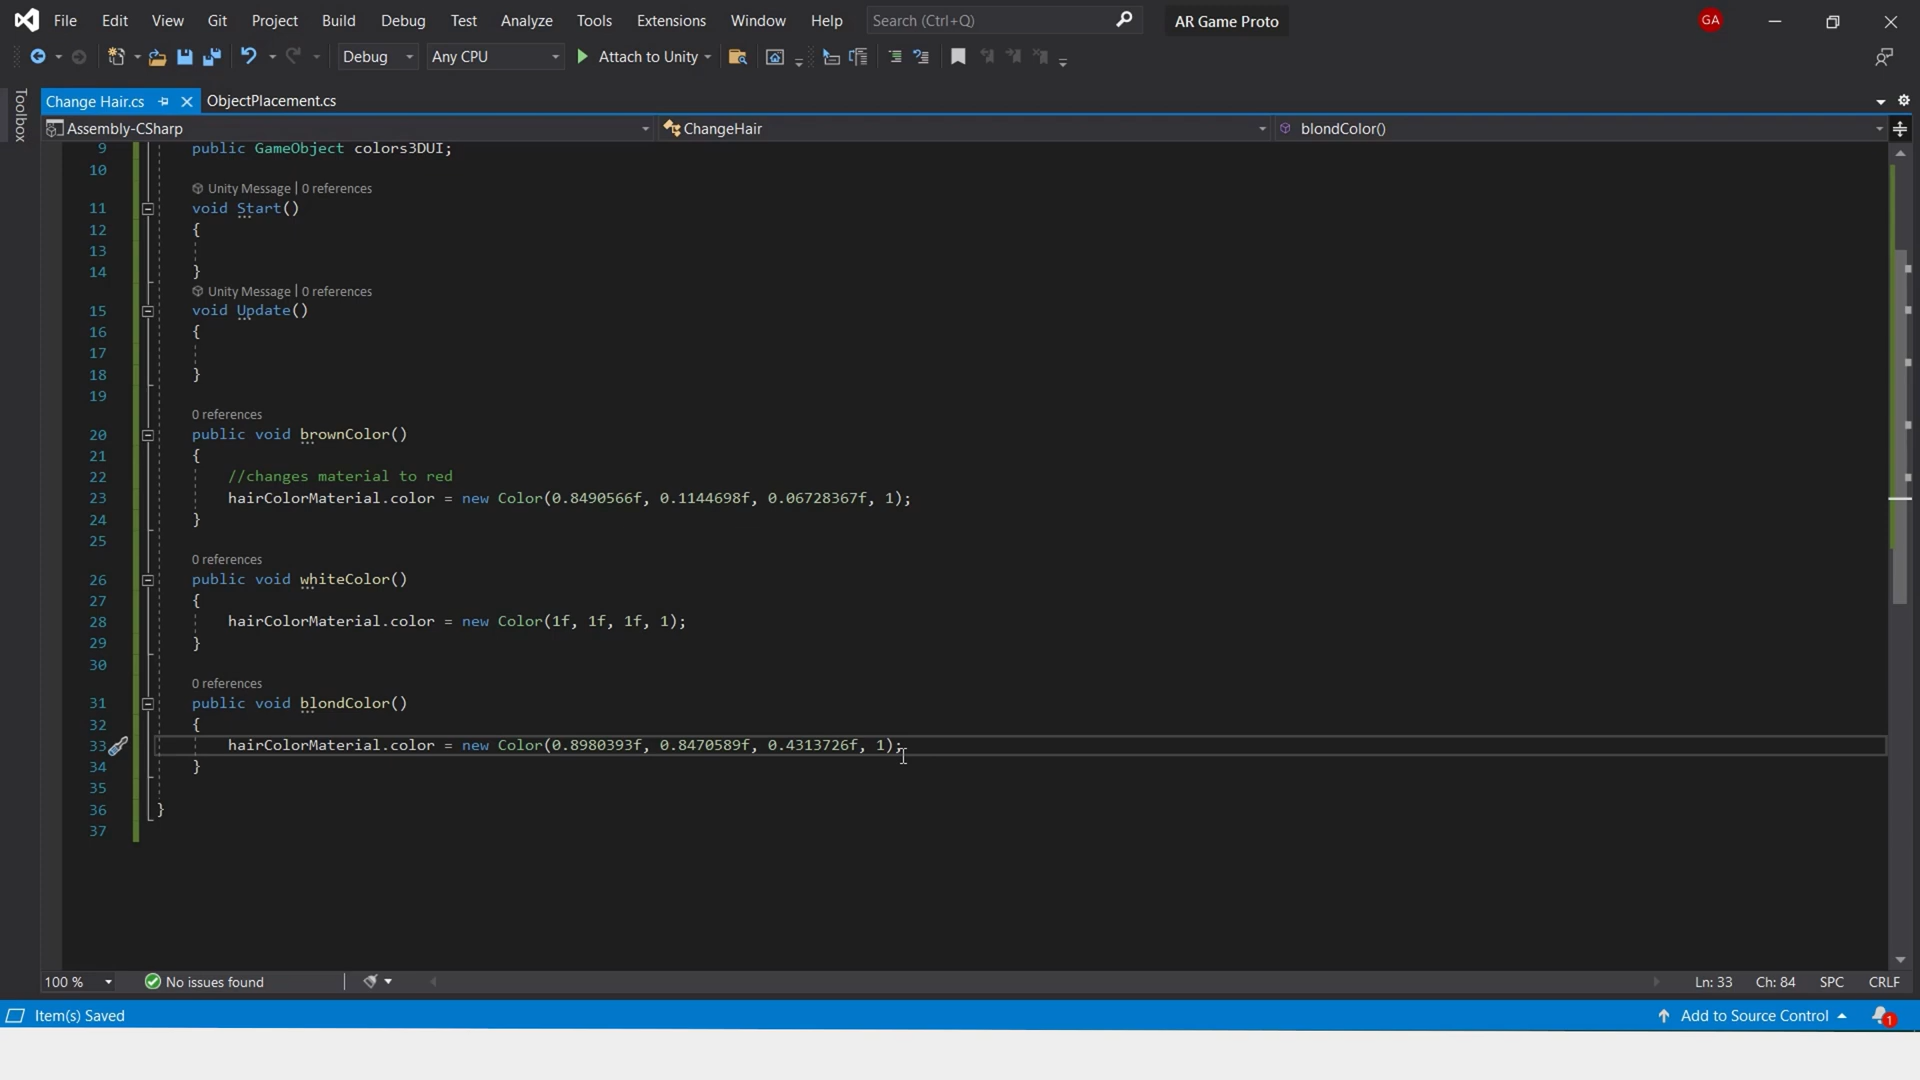 File Edit View Git Project Build Debug Test Analyze Tools Extensions Window Help Search (Ctrl+Q) AR Game Proto GA
Debug Any CPU Attach to Unity
Toolbox
Change Hair.cs ObjectPlacement.cs
Assembly-CSharp ChangeHair blondColor()
9 public GameObject colors3DUI;
10
Unity Message | 0 references
11 void Start()
12 {
13
14 }
Unity Message | 0 references
15 void Update()
16 {
17
18 }
19
0 references
20 public void brownColor()
21 {
22 //changes material to red
23 hairColorMaterial.color = new Color(0.8490566f, 0.1144698f, 0.06728367f, 1);
24 }
25
0 references
26 public void whiteColor()
27 {
28 hairColorMaterial.color = new Color(1f, 1f, 1f, 1);
29 }
30
0 references
31 public void blondColor()
32 {
33 hairColorMaterial.color = new Color(0.8980393f, 0.8470589f, 0.4313726f, 1);
34 }
35
36 }
37
100 % No issues found Ln: 33 Ch: 84 SPC CRLF
Item(s) Saved Add to Source Control 1